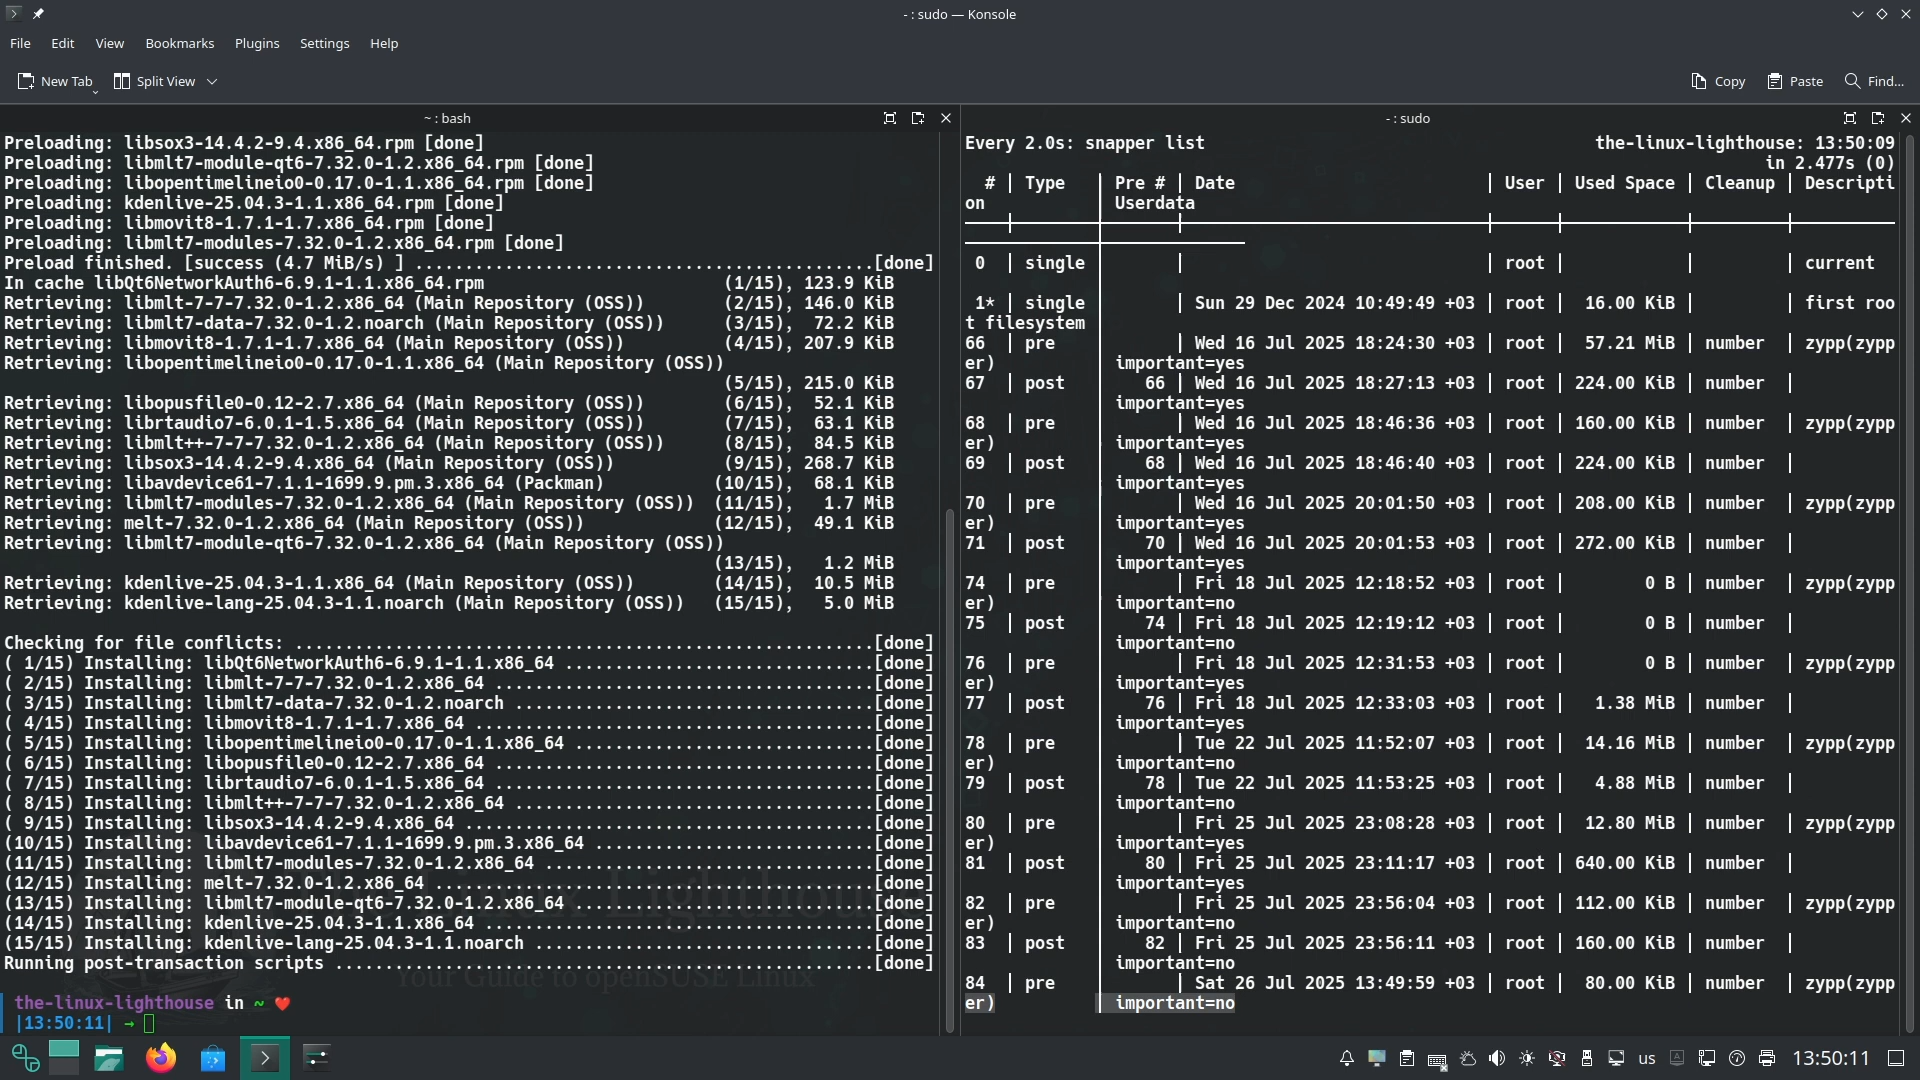 - : sudo — Konsole
File Edit View Bookmarks Plugins Settings Help
New Tab Split View Copy Paste Find...
~ : bash
Preloading: libsox3-14.4.2-9.4.x86_64.rpm [done]
Preloading: libmlt7-module-qt6-7.32.0-1.2.x86_64.rpm [done]
Preloading: libopentimelineio0-0.17.0-1.1.x86_64.rpm [done]
Preloading: kdenlive-25.04.3-1.1.x86_64.rpm [done]
Preloading: libmovit8-1.7.1-1.7.x86_64.rpm [done]
Preloading: libmlt7-modules-7.32.0-1.2.x86_64.rpm [done]
Preload finished. [success (4.7 MiB/s) ] ..............................................[done]
In cache libQt6NetworkAuth6-6.9.1-1.1.x86_64.rpm (1/15), 123.9 KiB
Retrieving: libmlt-7-7-7.32.0-1.2.x86_64 (Main Repository (OSS)) (2/15), 146.0 KiB
Retrieving: libmlt7-data-7.32.0-1.2.noarch (Main Repository (OSS)) (3/15), 72.2 KiB
Retrieving: libmovit8-1.7.1-1.7.x86_64 (Main Repository (OSS)) (4/15), 207.9 KiB
Retrieving: libopentimelineio0-0.17.0-1.1.x86_64 (Main Repository (OSS))
(5/15), 215.0 KiB
Retrieving: libopusfile0-0.12-2.7.x86_64 (Main Repository (OSS)) (6/15), 52.1 KiB
Retrieving: librtaudio7-6.0.1-1.5.x86_64 (Main Repository (OSS)) (7/15), 63.1 KiB
Retrieving: libmlt++-7-7-7.32.0-1.2.x86_64 (Main Repository (OSS)) (8/15), 84.5 KiB
Retrieving: libsox3-14.4.2-9.4.x86_64 (Main Repository (OSS)) (9/15), 268.7 KiB
Retrieving: libavdevice61-7.1.1-1699.9.pm.3.x86_64 (Packman) (10/15), 68.1 KiB
Retrieving: libmlt7-modules-7.32.0-1.2.x86_64 (Main Repository (OSS)) (11/15), 1.7 MiB
Retrieving: melt-7.32.0-1.2.x86_64 (Main Repository (OSS)) (12/15), 49.1 KiB
Retrieving: libmlt7-module-qt6-7.32.0-1.2.x86_64 (Main Repository (OSS))
(13/15), 1.2 MiB
Retrieving: kdenlive-25.04.3-1.1.x86_64 (Main Repository (OSS)) (14/15), 10.5 MiB
Retrieving: kdenlive-lang-25.04.3-1.1.noarch (Main Repository (OSS)) (15/15), 5.0 MiB
Checking for file conflicts: ..........................................................[done]
( 1/15) Installing: libQt6NetworkAuth6-6.9.1-1.1.x86_64 ...............................[done]
( 2/15) Installing: libmlt-7-7-7.32.0-1.2.x86_64 ......................................[done]
( 3/15) Installing: libmlt7-data-7.32.0-1.2.noarch ....................................[done]
( 4/15) Installing: libmovit8-1.7.1-1.7.x86_64 ........................................[done]
( 5/15) Installing: libopentimelineio0-0.17.0-1.1.x86_64 ..............................[done]
( 6/15) Installing: libopusfile0-0.12-2.7.x86_64 ......................................[done]
( 7/15) Installing: librtaudio7-6.0.1-1.5.x86_64 ......................................[done]
( 8/15) Installing: libmlt++-7-7-7.32.0-1.2.x86_64 ....................................[done]
( 9/15) Installing: libsox3-14.4.2-9.4.x86_64 .........................................[done]
(10/15) Installing: libavdevice61-7.1.1-1699.9.pm.3.x86_64 ............................[done]
(11/15) Installing: libmlt7-modules-7.32.0-1.2.x86_64 .................................[done]
(12/15) Installing: melt-7.32.0-1.2.x86_64 ............................................[done]
(13/15) Installing: libmlt7-module-qt6-7.32.0-1.2.x86_64 ..............................[done]
(14/15) Installing: kdenlive-25.04.3-1.1.x86_64 .......................................[done]
(15/15) Installing: kdenlive-lang-25.04.3-1.1.noarch ..................................[done]
Running post-transaction scripts ......................................................[done]
Your Guide to openSUSE Linux
the-linux-lighthouse in ~ ❤️
|13:50:11| →
- : sudo
Every 2.0s: snapper list the-linux-lighthouse: 13:50:09
in 2.477s (0)
# | Type | Pre # | Date | User | Used Space | Cleanup | Descripti
on | Userdata
0 | single | | | root | | | current
1* | single | | Sun 29 Dec 2024 10:49:49 +03 | root | 16.00 KiB | | first roo
t filesystem |
66 | pre | | Wed 16 Jul 2025 18:24:30 +03 | root | 57.21 MiB | number | zypp(zypp
er) | important=yes
67 | post | 66 | Wed 16 Jul 2025 18:27:13 +03 | root | 224.00 KiB | number |
| important=yes
68 | pre | | Wed 16 Jul 2025 18:46:36 +03 | root | 160.00 KiB | number | zypp(zypp
er) | important=yes
69 | post | 68 | Wed 16 Jul 2025 18:46:40 +03 | root | 224.00 KiB | number |
| important=yes
70 | pre | | Wed 16 Jul 2025 20:01:50 +03 | root | 208.00 KiB | number | zypp(zypp
er) | important=yes
71 | post | 70 | Wed 16 Jul 2025 20:01:53 +03 | root | 272.00 KiB | number |
| important=yes
74 | pre | | Fri 18 Jul 2025 12:18:52 +03 | root | 0 B | number | zypp(zypp
er) | important=no
75 | post | 74 | Fri 18 Jul 2025 12:19:12 +03 | root | 0 B | number |
| important=no
76 | pre | | Fri 18 Jul 2025 12:31:53 +03 | root | 0 B | number | zypp(zypp
er) | important=yes
77 | post | 76 | Fri 18 Jul 2025 12:33:03 +03 | root | 1.38 MiB | number |
| important=yes
78 | pre | | Tue 22 Jul 2025 11:52:07 +03 | root | 14.16 MiB | number | zypp(zypp
er) | important=no
79 | post | 78 | Tue 22 Jul 2025 11:53:25 +03 | root | 4.88 MiB | number |
| important=no
80 | pre | | Fri 25 Jul 2025 23:08:28 +03 | root | 12.80 MiB | number | zypp(zypp
er) | important=yes
81 | post | 80 | Fri 25 Jul 2025 23:11:17 +03 | root | 640.00 KiB | number |
| important=yes
82 | pre | | Fri 25 Jul 2025 23:56:04 +03 | root | 112.00 KiB | number | zypp(zypp
er) | important=no
83 | post | 82 | Fri 25 Jul 2025 23:56:11 +03 | root | 160.00 KiB | number |
| important=no
84 | pre | | Sat 26 Jul 2025 13:49:59 +03 | root | 80.00 KiB | number | zypp(zypp
er) | important=no
us 13:50:11